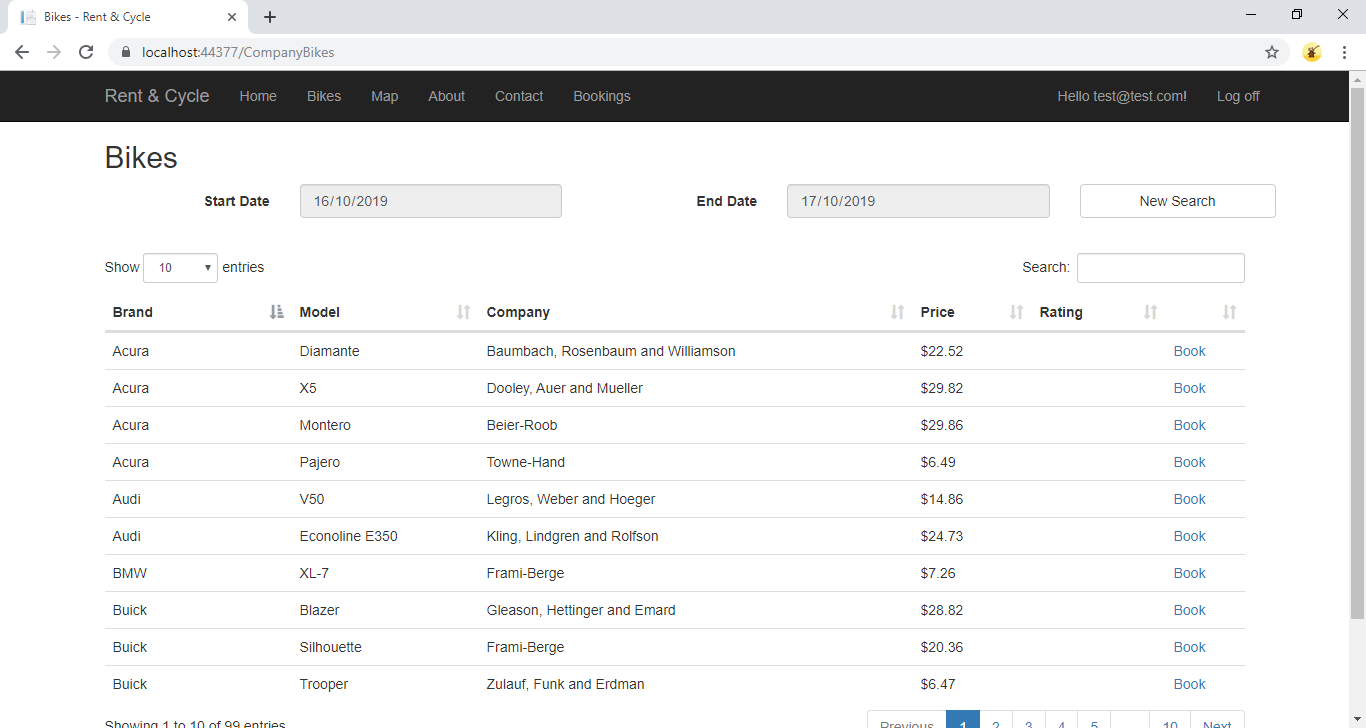 Bikes - Rent & Cycle
localhost:44377/CompanyBikes
Rent & Cycle Home Bikes Map About Contact Bookings Hello test@test.com! Log off
Bikes
Start Date 16/10/2019 End Date 17/10/2019 New Search
Show 10 entries Search:
Brand Model Company Price Rating
Acura Diamante Baumbach, Rosenbaum and Williamson $22.52 Book
Acura X5 Dooley, Auer and Mueller $29.82 Book
Acura Montero Beier-Roob $29.86 Book
Acura Pajero Towne-Hand $6.49 Book
Audi V50 Legros, Weber and Hoeger $14.86 Book
Audi Econoline E350 Kling, Lindgren and Rolfson $24.73 Book
BMW XL-7 Frami-Berge $7.26 Book
Buick Blazer Gleason, Hettinger and Emard $28.82 Book
Buick Silhouette Frami-Berge $20.36 Book
Buick Trooper Zulauf, Funk and Erdman $6.47 Book
Showing 1 to 10 of 99 entries Previous 1 2 3 4 5 10 Next